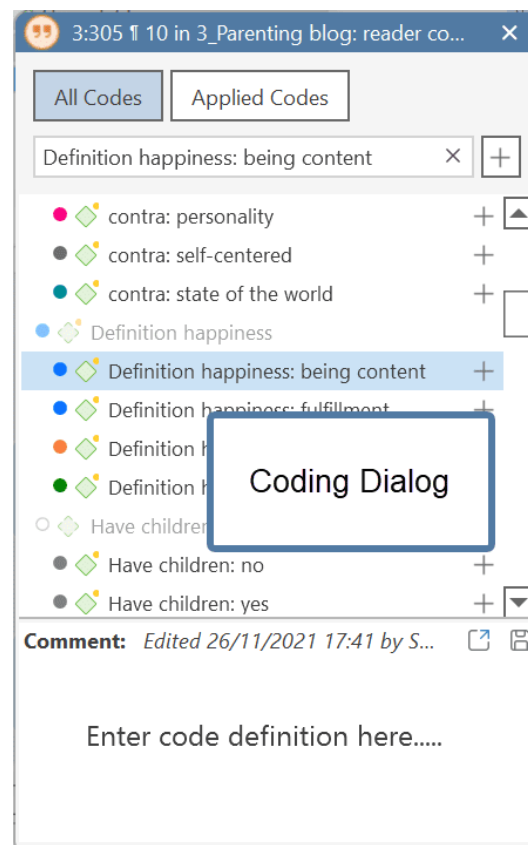 3:305 ¶ 10 in 3_Parenting blog: reader co...
All Codes
Applied Codes
Definition happiness: being content
contra: personality
contra: self-centered
contra: state of the world
Definition happiness
Definition happiness: being content
Definition happiness: fulfillment
Definition h
Definition h
Coding Dialog
Have children
Have children: no
Have children: yes
Comment: Edited 26/11/2021 17:41 by S...
Enter code definition here.....